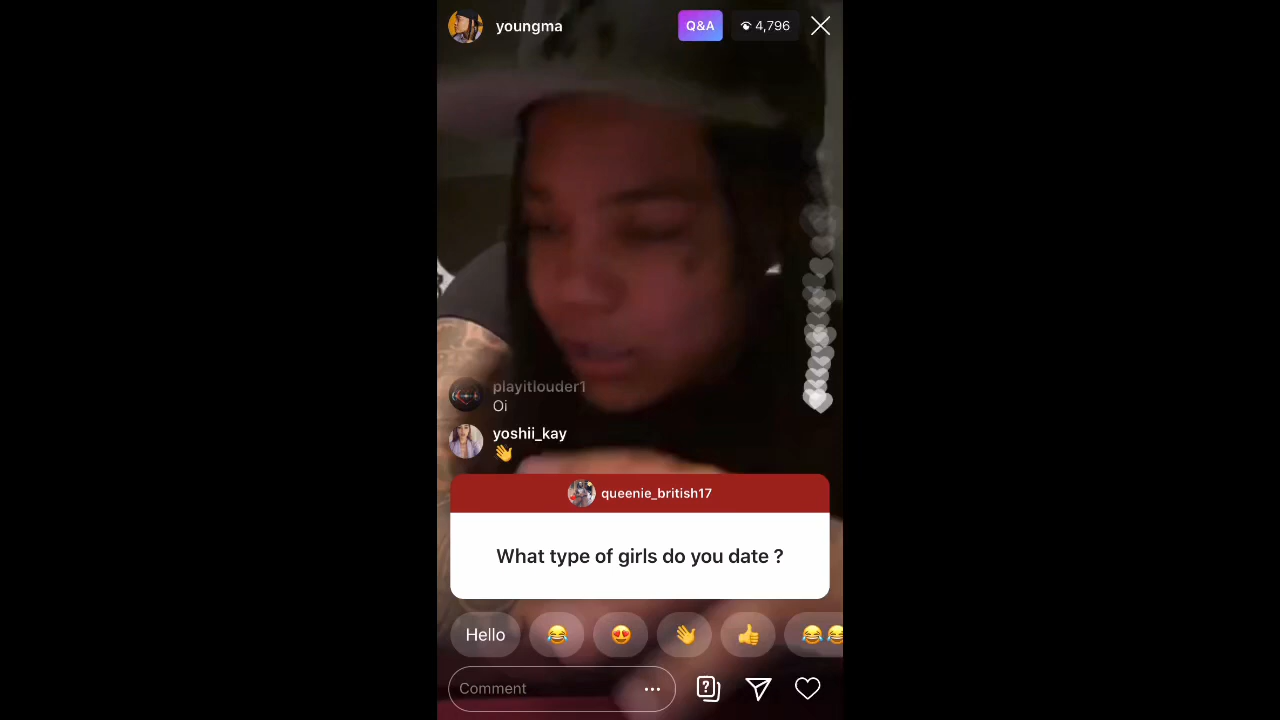 youngma
Q&A
4,796
playitlouder1
Oi
yoshii_kay
👋
queenie_british17
What type of girls do you date ?
Hello 😂 😍 👋 👍 😂😂
Comment